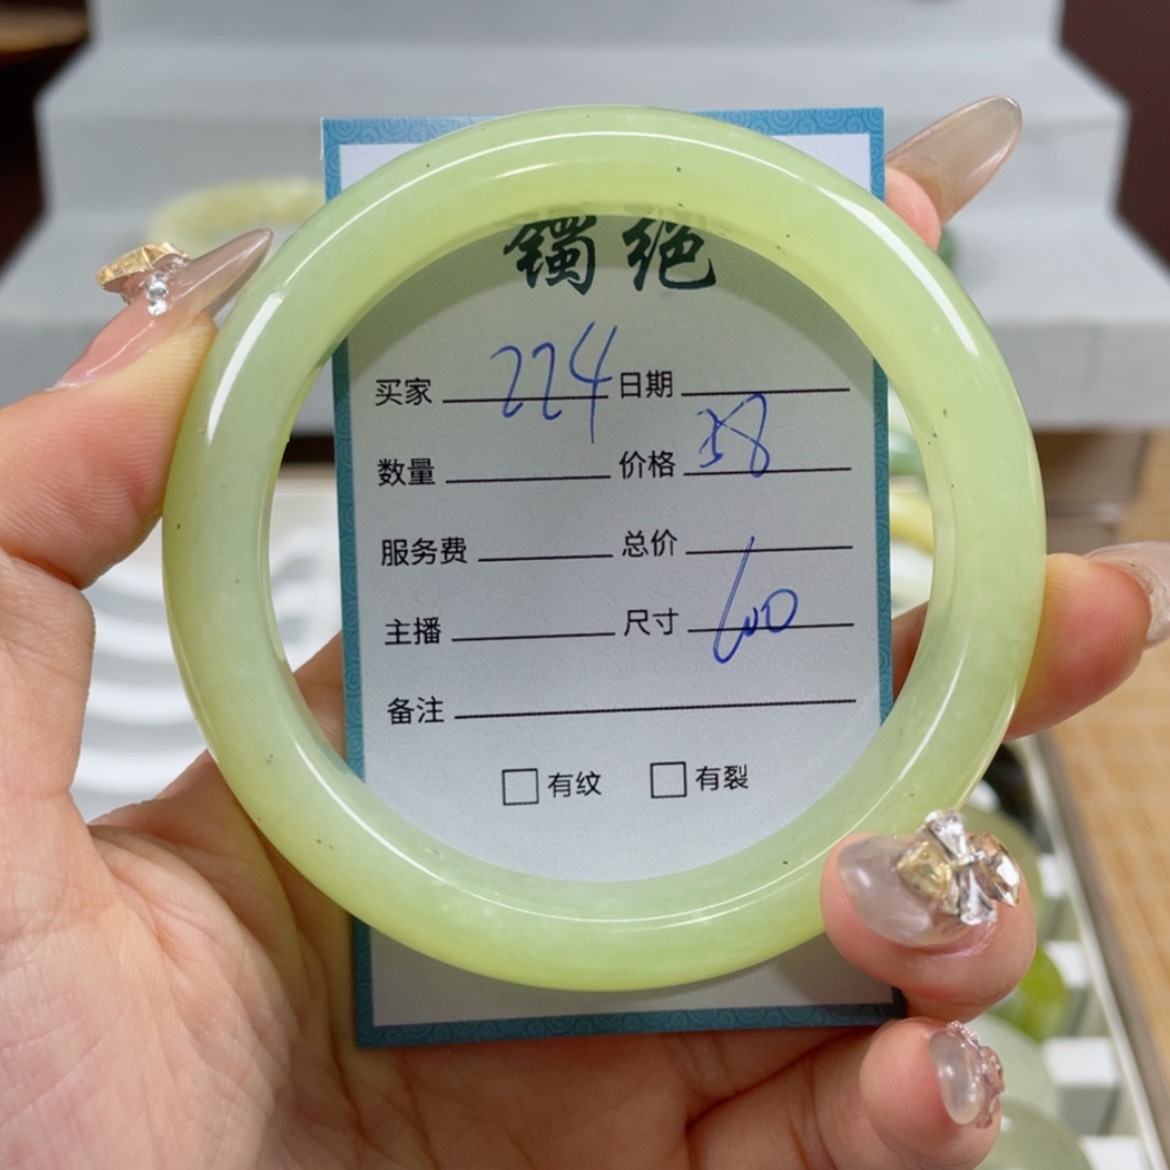 镯绝
买家 224 日期
数量 价格 38
服务费 总价
主播 尺寸 60
备注
有纹 有裂